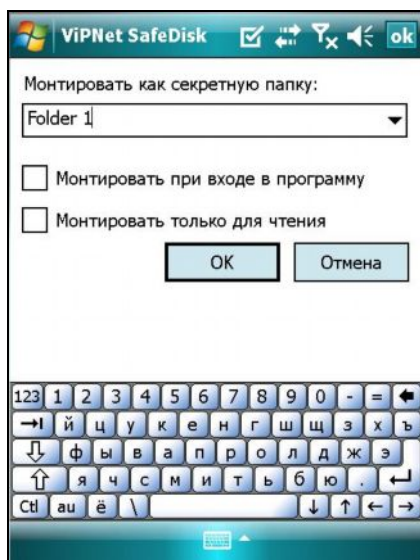 ViPNet SafeDisk ok
Монтировать как секретную папку:
Folder 1
Монтировать при входе в программу
Монтировать только для чтения
OK Отмена
123 1 2 3 4 5 6 7 8 9 0 - =
й ц у к е н г ш щ з х ъ
ф ы в а п р о л д ж э
я ч с м и т ь б ю .
Ctl au ё \